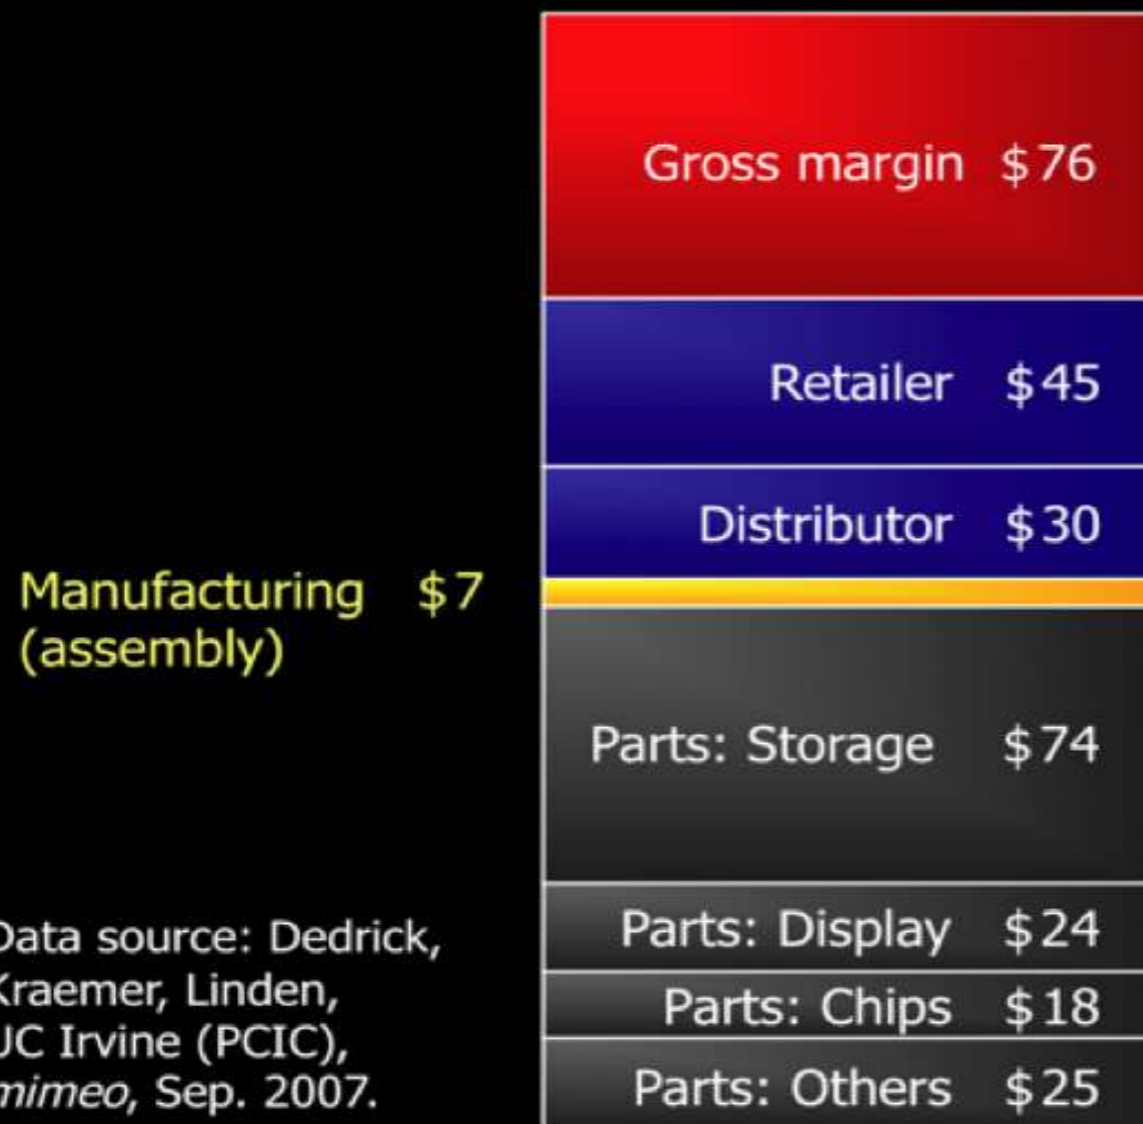 Gross margin $76
Retailer $45
Distributor $30
Manufacturing $7
(assembly)
Parts: Storage $74
Parts: Display $24
Parts: Chips $18
Parts: Others $25
Data source: Dedrick,
Kraemer, Linden,
UC Irvine (PCIC),
mimeo, Sep. 2007.